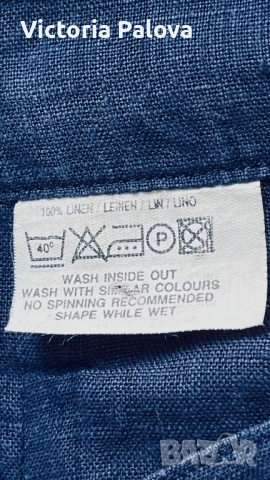 Victoria Palova
100% LINEN / LEINEN / LIN / LINO
40° P
WASH INSIDE OUT
WASH WITH SIMILAR COLOURS
NO SPINNING RECOMMENDED
SHAPE WHILE WET
BAZAR